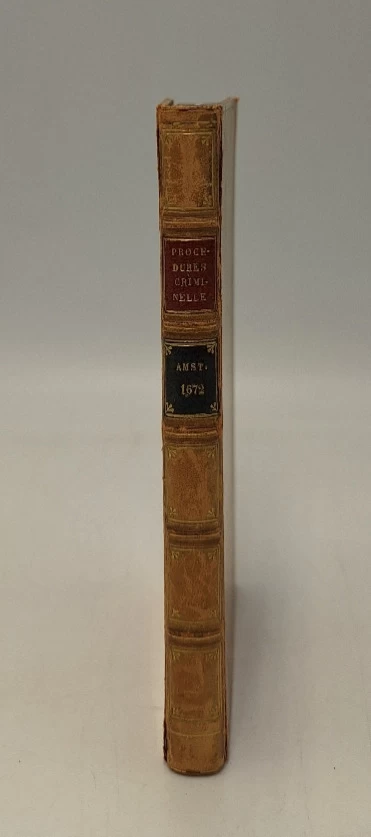 PROCE-
DURES
CRIMI-
NELLE
AMST.
1672